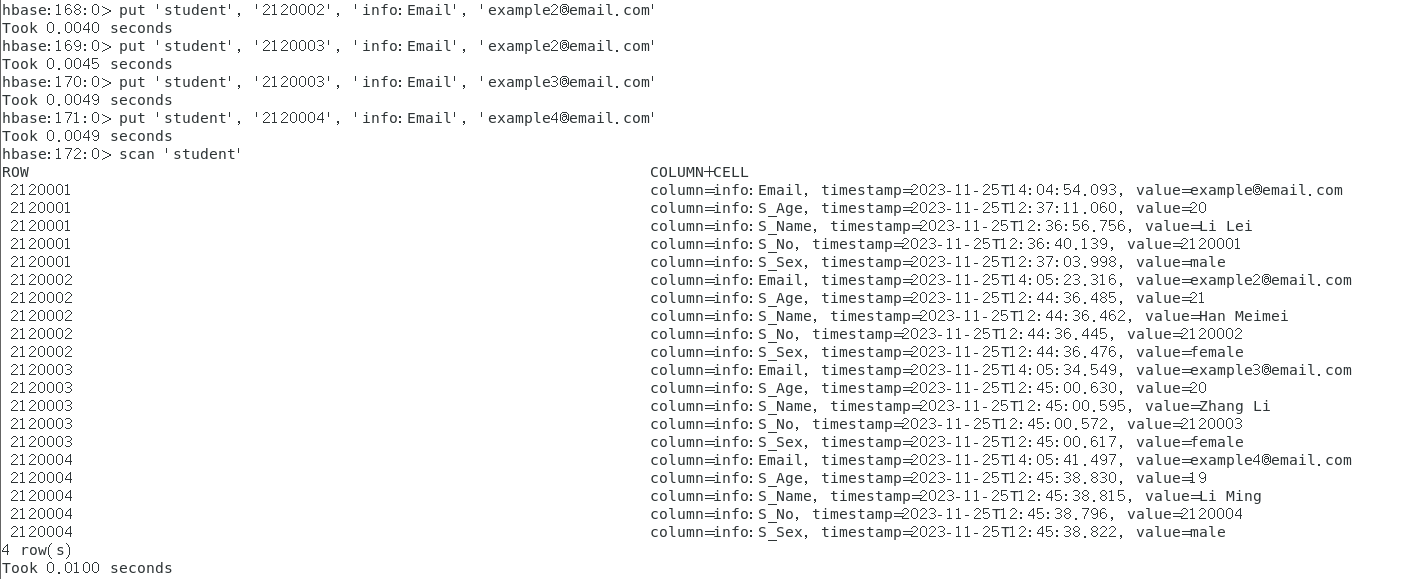 hbase:168:0> put 'student', '2120002', 'info:Email', 'example2@email.com'
Took 0.0040 seconds
hbase:169:0> put 'student', '2120003', 'info:Email', 'example2@email.com'
Took 0.0045 seconds
hbase:170:0> put 'student', '2120003', 'info:Email', 'example3@email.com'
Took 0.0049 seconds
hbase:171:0> put 'student', '2120004', 'info:Email', 'example4@email.com'
Took 0.0049 seconds
hbase:172:0> scan 'student'
ROW COLUMN+CELL
2120001 column=info:Email, timestamp=2023-11-25T14:04:54.093, value=example@email.com
2120001 column=info:S_Age, timestamp=2023-11-25T12:37:11.060, value=20
2120001 column=info:S_Name, timestamp=2023-11-25T12:36:56.756, value=Li Lei
2120001 column=info:S_No, timestamp=2023-11-25T12:36:40.139, value=2120001
2120001 column=info:S_Sex, timestamp=2023-11-25T12:37:03.998, value=male
2120002 column=info:Email, timestamp=2023-11-25T14:05:23.316, value=example2@email.com
2120002 column=info:S_Age, timestamp=2023-11-25T12:44:36.485, value=21
2120002 column=info:S_Name, timestamp=2023-11-25T12:44:36.462, value=Han Meimei
2120002 column=info:S_No, timestamp=2023-11-25T12:44:36.445, value=2120002
2120002 column=info:S_Sex, timestamp=2023-11-25T12:44:36.476, value=female
2120003 column=info:Email, timestamp=2023-11-25T14:05:34.549, value=example3@email.com
2120003 column=info:S_Age, timestamp=2023-11-25T12:45:00.630, value=20
2120003 column=info:S_Name, timestamp=2023-11-25T12:45:00.595, value=Zhang Li
2120003 column=info:S_No, timestamp=2023-11-25T12:45:00.572, value=2120003
2120003 column=info:S_Sex, timestamp=2023-11-25T12:45:00.617, value=female
2120004 column=info:Email, timestamp=2023-11-25T14:05:41.497, value=example4@email.com
2120004 column=info:S_Age, timestamp=2023-11-25T12:45:38.830, value=19
2120004 column=info:S_Name, timestamp=2023-11-25T12:45:38.815, value=Li Ming
2120004 column=info:S_No, timestamp=2023-11-25T12:45:38.796, value=2120004
2120004 column=info:S_Sex, timestamp=2023-11-25T12:45:38.822, value=male
4 row(s)
Took 0.0100 seconds